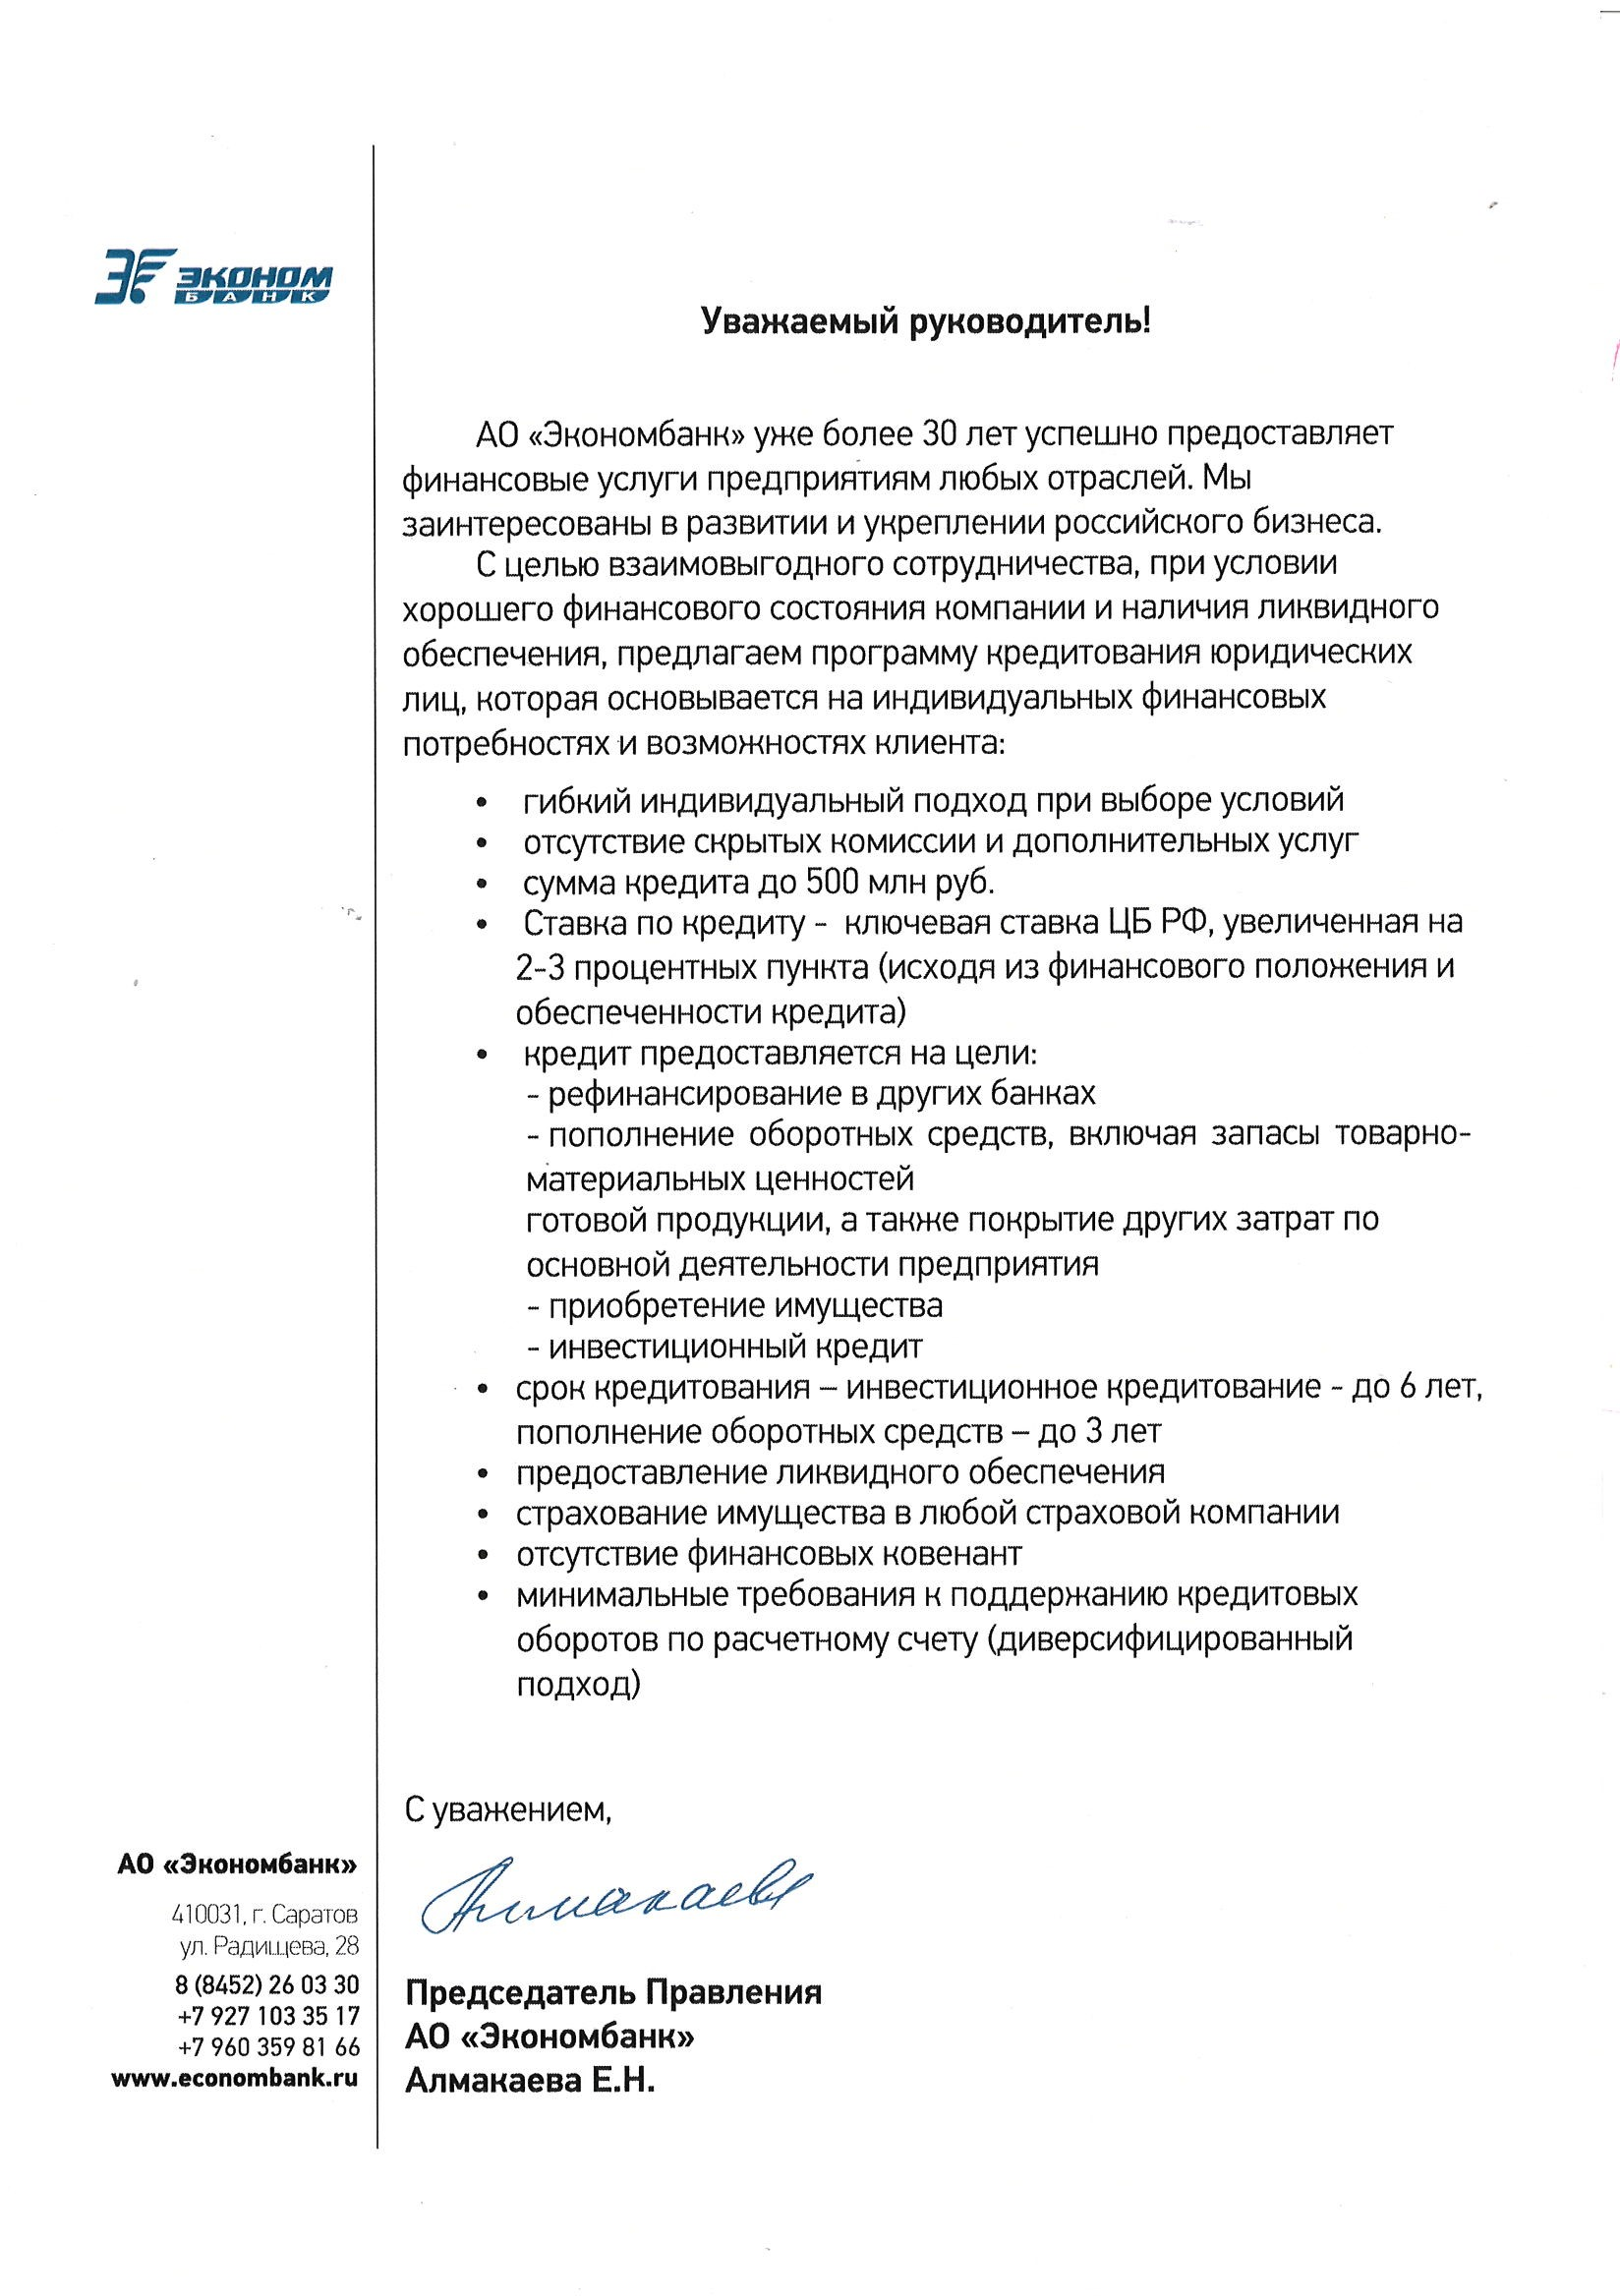 ЭКОНОМ
БАНК
Уважаемый руководитель!
АО «Экономбанк» уже более 30 лет успешно предоставляет
финансовые услуги предприятиям любых отраслей. Мы
заинтересованы в развитии и укреплении российского бизнеса.
С целью взаимовыгодного сотрудничества, при условии
хорошего финансового состояния компании и наличия ликвидного
обеспечения, предлагаем программу кредитования юридических
лиц, которая основывается на индивидуальных финансовых
потребностях и возможностях клиента:
• гибкий индивидуальный подход при выборе условий
• отсутствие скрытых комиссии и дополнительных услуг
• сумма кредита до 500 млн руб.
• Ставка по кредиту - ключевая ставка ЦБ РФ, увеличенная на
2-3 процентных пункта (исходя из финансового положения и
обеспеченности кредита)
• кредит предоставляется на цели:
- рефинансирование в других банках
- пополнение оборотных средств, включая запасы товарно-
материальных ценностей
готовой продукции, а также покрытие других затрат по
основной деятельности предприятия
- приобретение имущества
- инвестиционный кредит
• срок кредитования – инвестиционное кредитование - до 6 лет,
пополнение оборотных средств – до 3 лет
• предоставление ликвидного обеспечения
• страхование имущества в любой страховой компании
• отсутствие финансовых ковенант
• минимальные требования к поддержанию кредитовых
оборотов по расчетному счету (диверсифицированный
подход)
С уважением,
Алмакаева
Председатель Правления
АО «Экономбанк»
Алмакаева Е.Н.
АО «Экономбанк»
410031, г. Саратов
ул. Радищева, 28
8 (8452) 26 03 30
+7 927 103 35 17
+7 960 359 81 66
www.econombank.ru